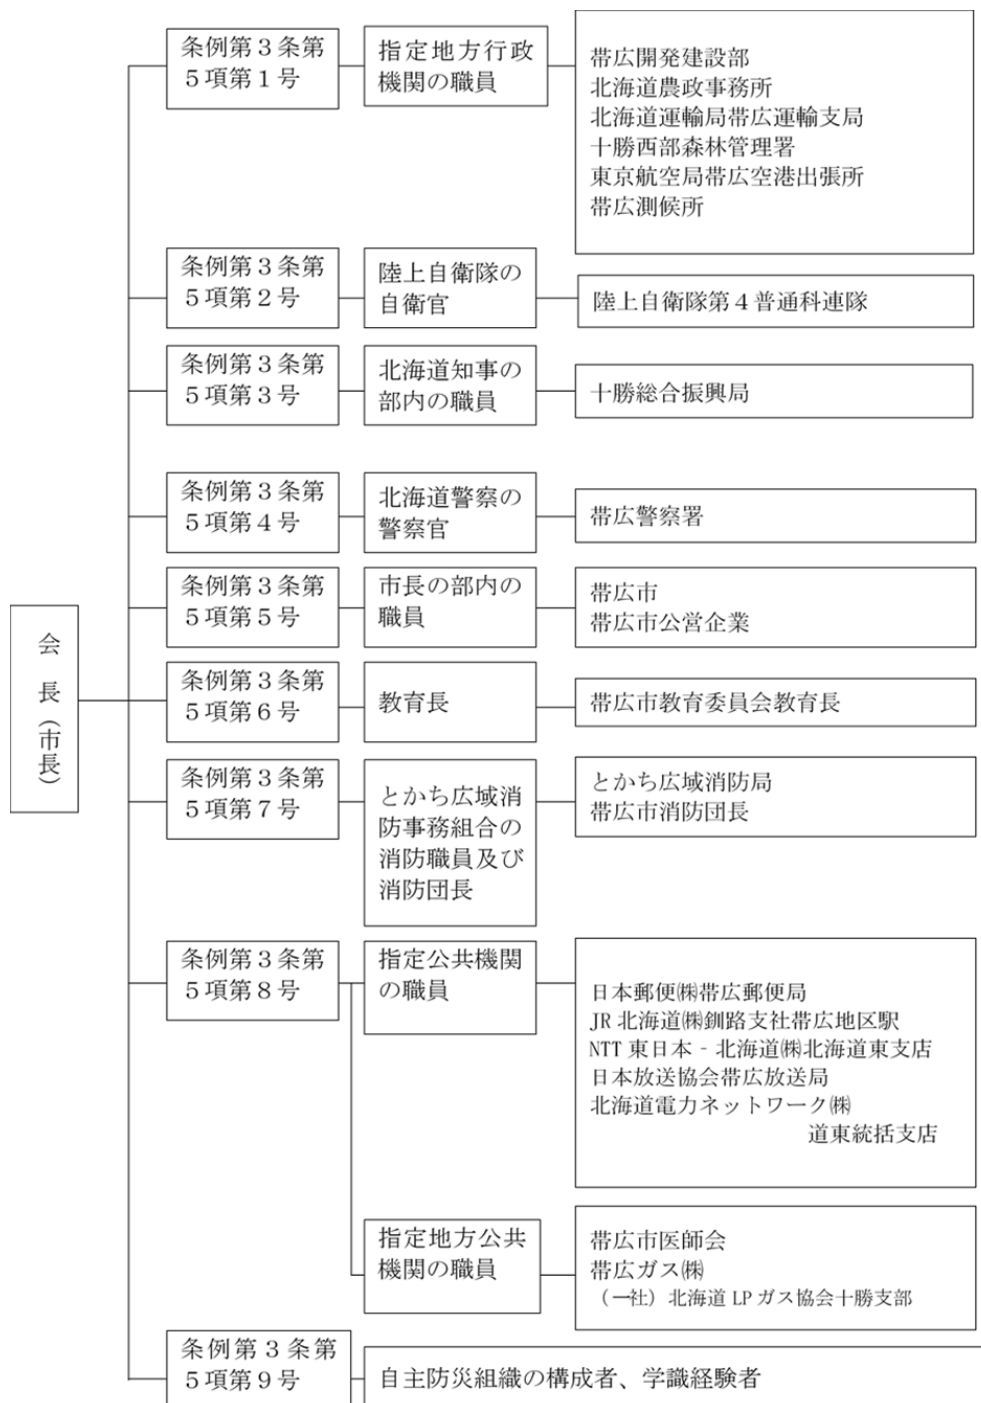 会長（市長）
条例第３条第
５項第１号
指定地方行政
機関の職員
帯広開発建設部
北海道農政事務所
北海道運輸局帯広運輸支局
十勝西部森林管理署
東京航空局帯広空港出張所
帯広測候所
条例第３条第
５項第２号
陸上自衛隊の
自衛官
陸上自衛隊第４普通科連隊
条例第３条第
５項第３号
北海道知事の
部内の職員
十勝総合振興局
条例第３条第
５項第４号
北海道警察の
警察官
帯広警察署
条例第３条第
５項第５号
市長の部内の
職員
帯広市
帯広市公営企業
条例第３条第
５項第６号
教育長
帯広市教育委員会教育長
条例第３条第
５項第７号
とかち広域消
防事務組合の
消防職員及び
消防団長
とかち広域消防局
帯広市消防団長
条例第３条第
５項第８号
指定公共機関
の職員
日本郵便㈱帯広郵便局
JR 北海道㈱釧路支社帯広地区駅
NTT 東日本 - 北海道㈱北海道東支店
日本放送協会帯広放送局
北海道電力ネットワーク㈱
道東統括支店
指定地方公共
機関の職員
帯広市医師会
帯広ガス㈱
（一社）北海道 LP ガス協会十勝支部
条例第３条第
５項第９号
自主防災組織の構成者、学識経験者